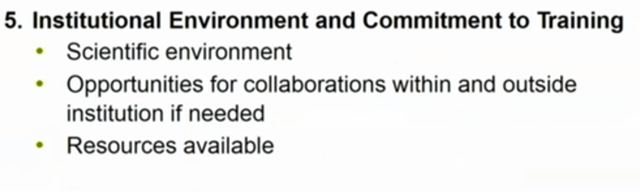 5. Institutional Environment and Commitment to Training
• Scientific environment
• Opportunities for collaborations within and outside
institution if needed
• Resources available